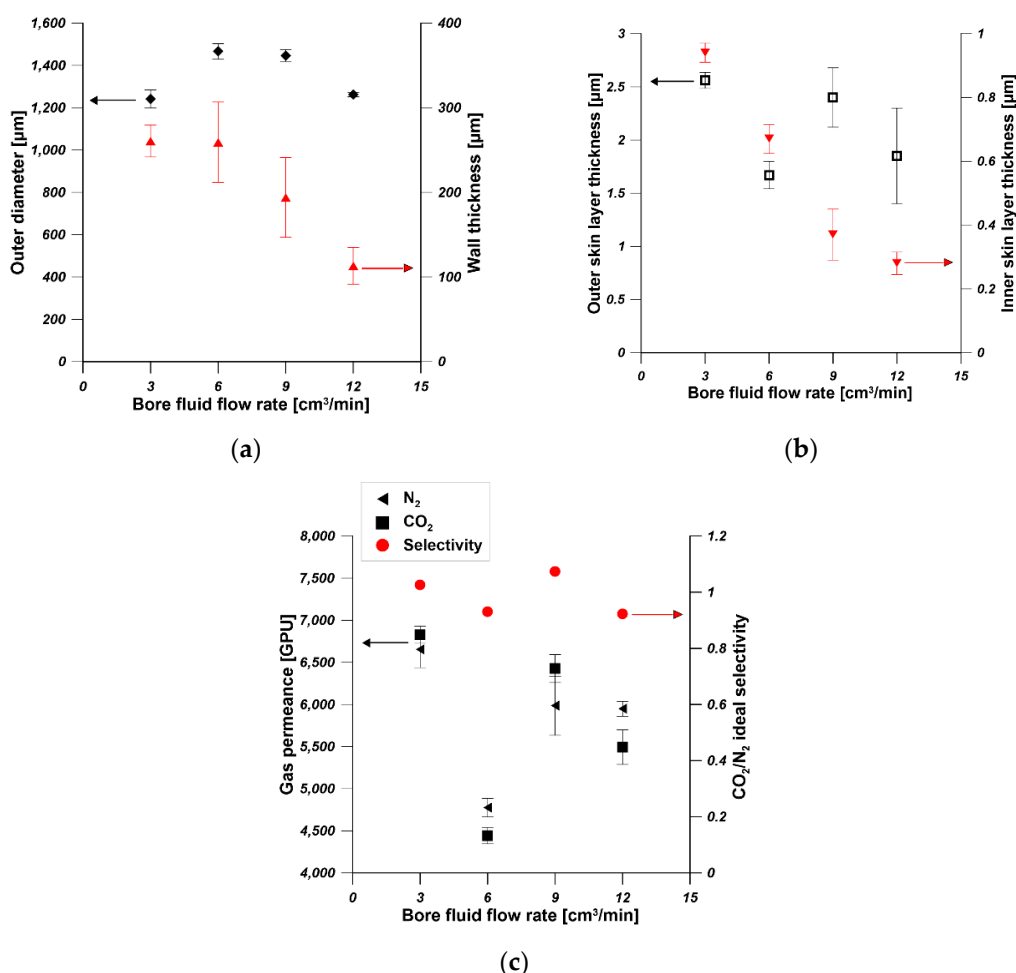 1,600
1,400
1,200
1,000
800
600
400
200
0
Outer diameter [µm]
400
300
200
100
0
Wall thickness [µm]
0 3 6 9 12 15
Bore fluid flow rate [cm³/min]
(a)
3
2.5
2
1.5
1
0.5
0
Outer skin layer thickness [µm]
1
0.8
0.6
0.4
0.2
0
Inner skin layer thickness [µm]
0 3 6 9 12 15
Bore fluid flow rate [cm³/min]
(b)
N₂
CO₂
Selectivity
8,000
7,500
7,000
6,500
6,000
5,500
5,000
4,500
4,000
Gas permeance [GPU]
1.2
1
0.8
0.6
0.4
0.2
0
CO₂/N₂ ideal selectivity
0 3 6 9 12 15
Bore fluid flow rate [cm³/min]
(c)